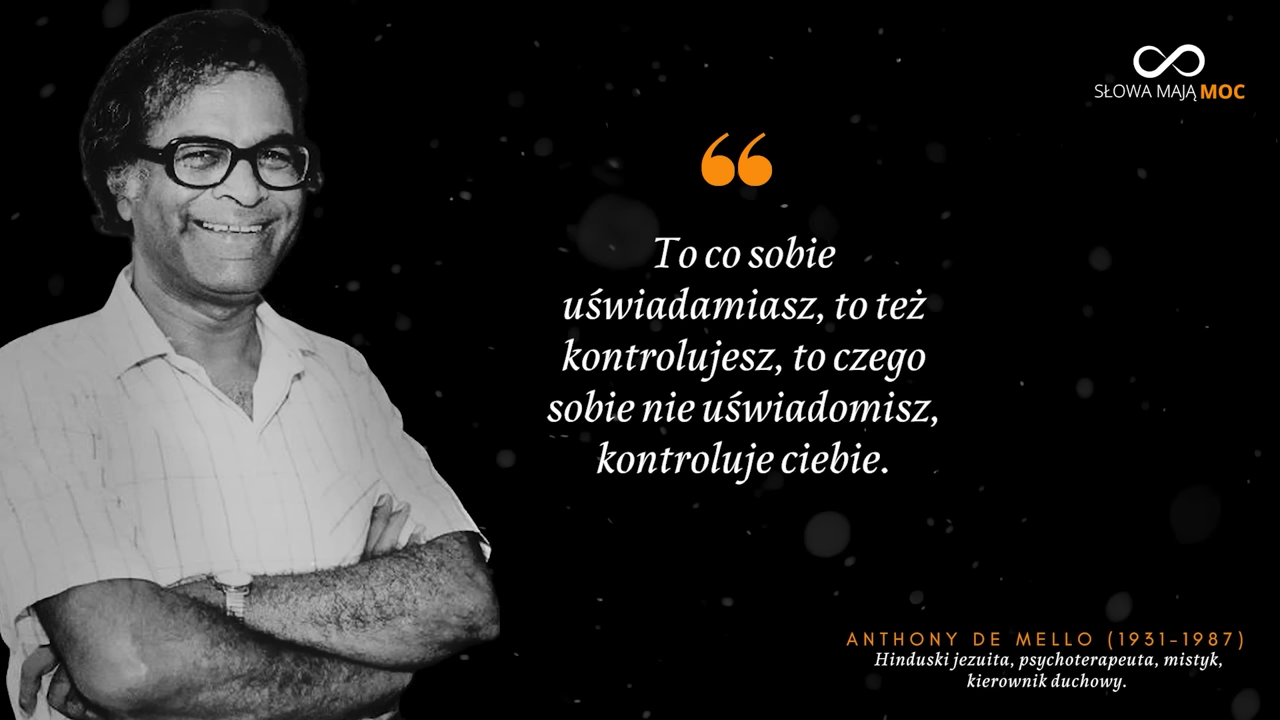 SŁOWA MAJĄ MOC
To co sobie
uświadamiasz, to też
kontrolujesz, to czego
sobie nie uświadomisz,
kontroluje ciebie.
ANTHONY DE MELLO (1931-1987)
Hinduski jezuita, psychoterapeuta, mistyk,
kierownik duchowy.